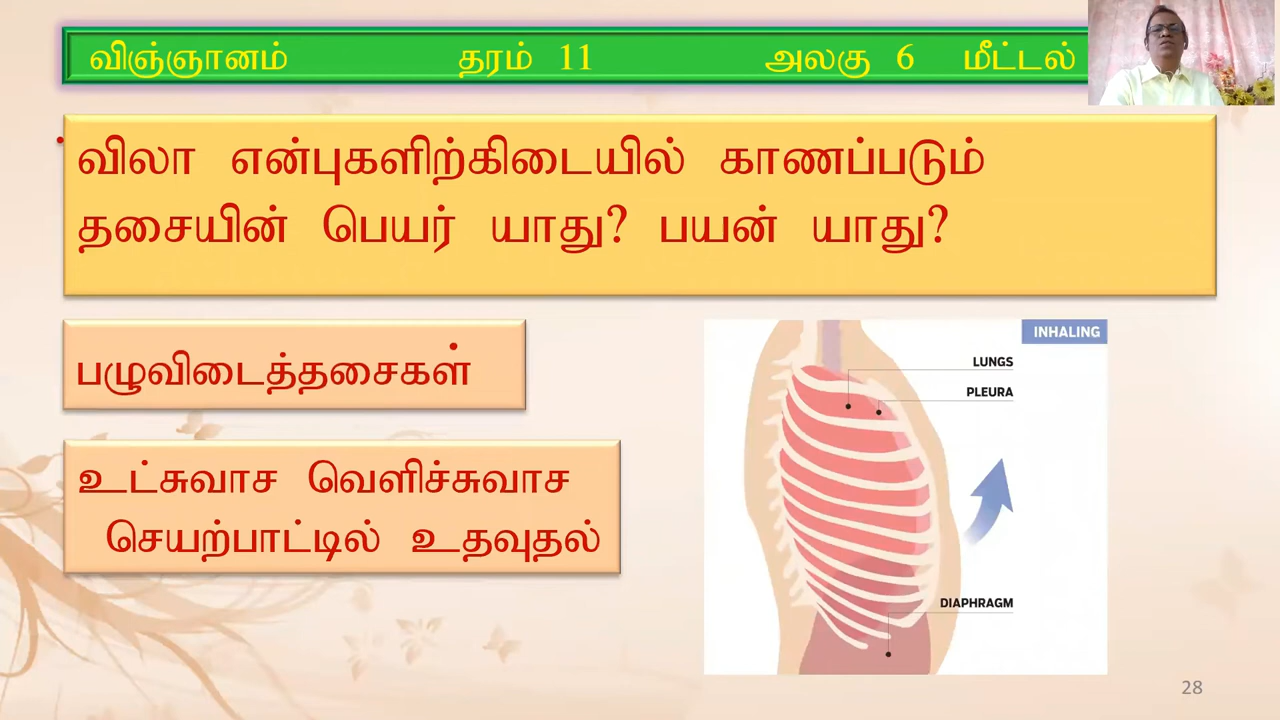 விஞ்ஞானம் தரம் 11 அலகு 6 மீட்டல்
விலா என்புகளிற்கிடையில் காணப்படும்
தசையின் பெயர் யாது? பயன் யாது?
பழுவிடைத்தசைகள்
உட்சுவாச வெளிச்சுவாச
செயற்பாட்டில் உதவுதல்
INHALING
LUNGS
PLEURA
DIAPHRAGM
28